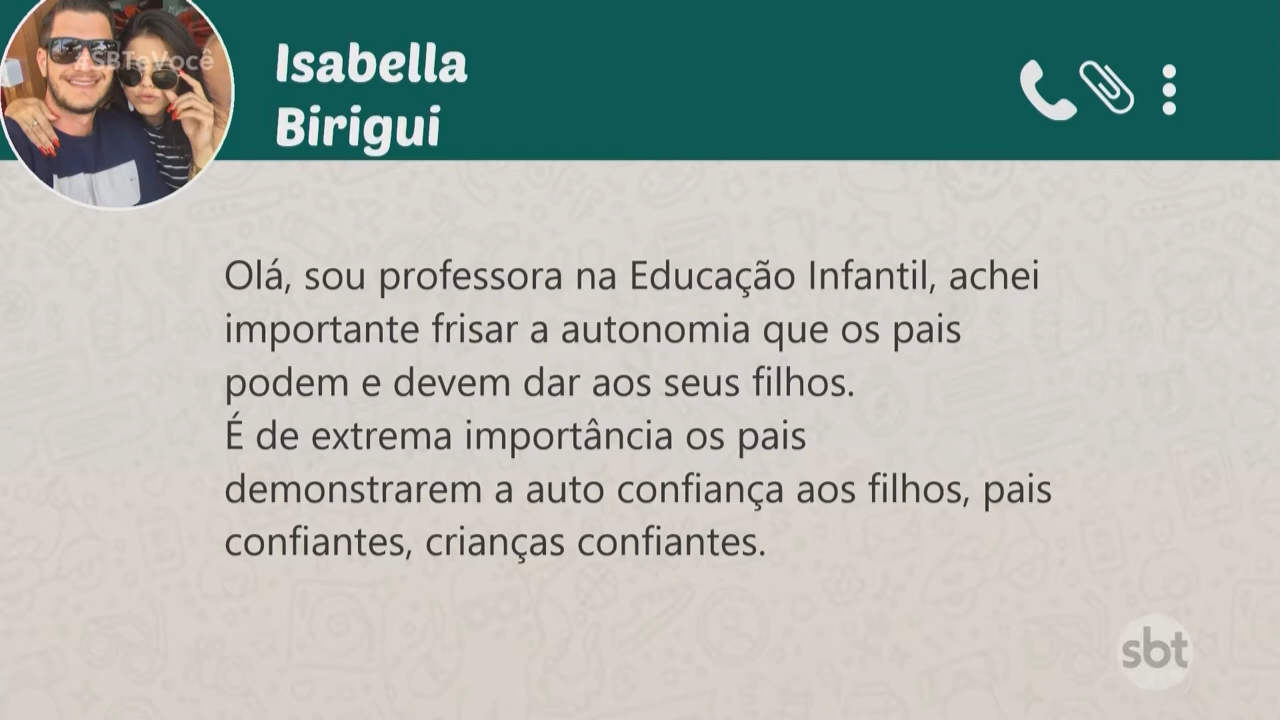 #SBTeVocê
Isabella
Birigui
Olá, sou professora na Educação Infantil, achei
importante frisar a autonomia que os pais
podem e devem dar aos seus filhos.
É de extrema importância os pais
demonstrarem a auto confiança aos filhos, pais
confiantes, crianças confiantes.
sbt